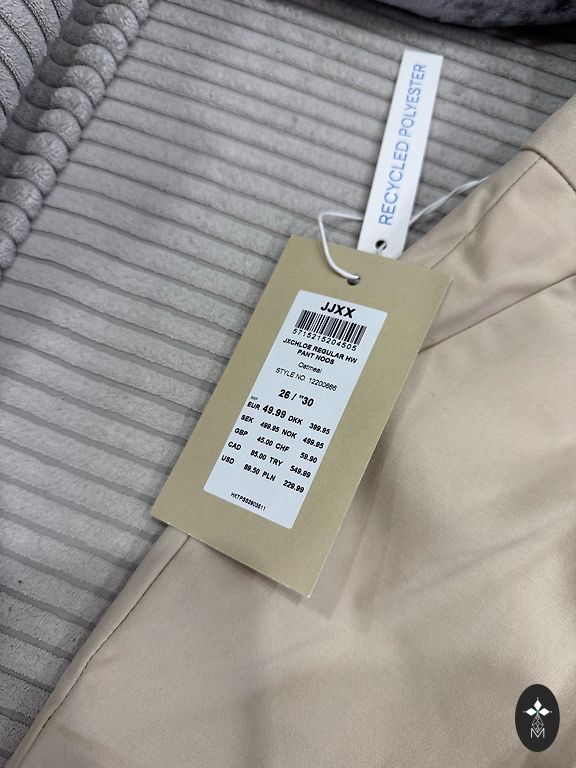 RECYCLED POLYESTER
JJXX
5715215204505
JXCHLOE REGULAR HW
PANT NOOS
Oatmeal
STYLE NO. 12200666
26 / "30
RRP
EUR 49.99 DKK 399.95
SEK 499.95 NOK 499.95
GBP 45.00 CHF 59.90
CAD 85.00 TRY 549.99
USD 89.50 PLN 229.99
M